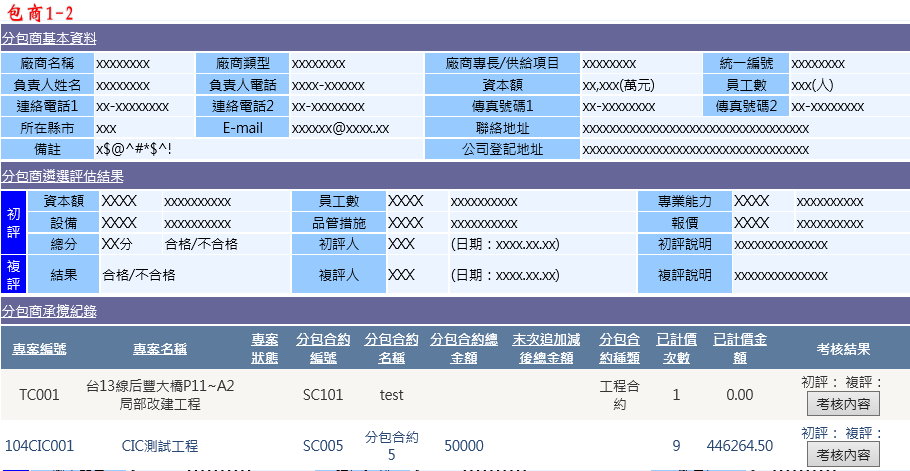 包商1-2
分包商基本資料
廠商名稱 xxxxxxxx 廠商類型 xxxxxxxx 廠商專長/供給項目 xxxxxxxx 統一編號 xxxxxxxx
負責人姓名 xxxxxxxx 負責人電話 xxxx-xxxxxx 資本額 xx,xxx(萬元) 員工數 xxx(人)
連絡電話1 xx-xxxxxxxx 連絡電話2 xx-xxxxxxxx 傳真號碼1 xx-xxxxxxxx 傳真號碼2 xx-xxxxxxxx
所在縣市 xxx E-mail xxxxxx@xxxx.xx 聯絡地址 xxxxxxxxxxxxxxxxxxxxxxxxxxxxxxxxxx
備註 x$@^#*$^! 公司登記地址 xxxxxxxxxxxxxxxxxxxxxxxxxxxxxxxxxx
分包商遴選評估結果
初評
資本額 XXXX xxxxxxxxxx 員工數 XXXX xxxxxxxxxx 專業能力 XXXX xxxxxxxxxx
設備 XXXX xxxxxxxxxx 品管措施 XXXX xxxxxxxxxx 報價 XXXX xxxxxxxxxx
總分 XX分 合格/不合格 初評人 XXX (日期：xxxx.xx.xx) 初評說明 xxxxxxxxxxxxxx
複評
結果 合格/不合格 複評人 XXX (日期：xxxx.xx.xx) 複評說明 xxxxxxxxxxxxxx
分包商承攬紀錄
專案編號 專案名稱 專案狀態 分包合約編號 分包合約名稱 分包合約總金額 末次追加減後總金額 分包合約種類 已計價次數 已計價金額 考核結果
TC001 台13線后豐大橋P11~A2局部改建工程 SC101 test 工程合約 1 0.00 初評： 複評：
考核內容
104CIC001 CIC測試工程 SC005 分包合約5 50000 9 446264.50 初評： 複評：
考核內容